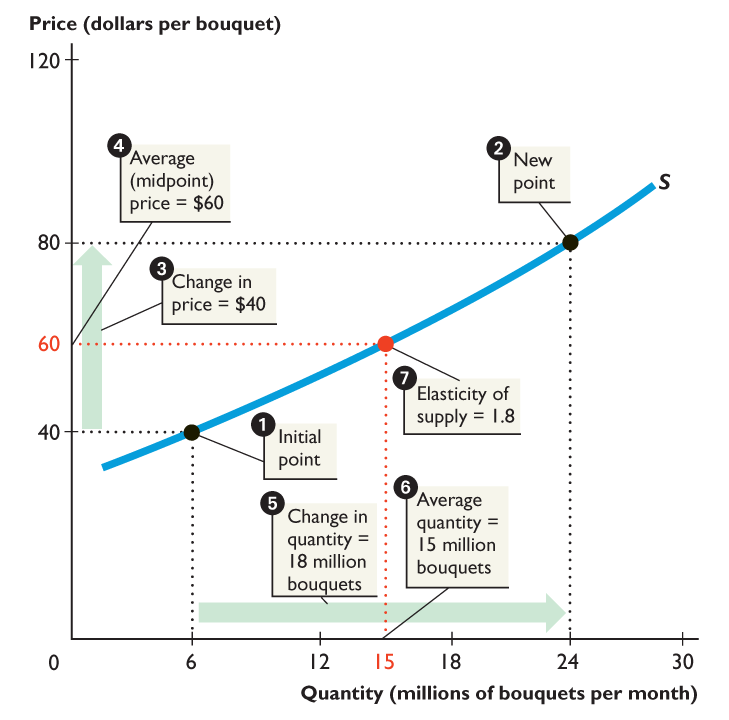 Price (dollars per bouquet)
120
4
Average
(midpoint)
price = $60
2
New
point
S
80
3
Change in
price = $40
60
7
Elasticity of
supply = 1.8
40
1
Initial
point
5
Change in
quantity =
18 million
bouquets
6
Average
quantity =
15 million
bouquets
0
6
12
15
18
24
30
Quantity (millions of bouquets per month)